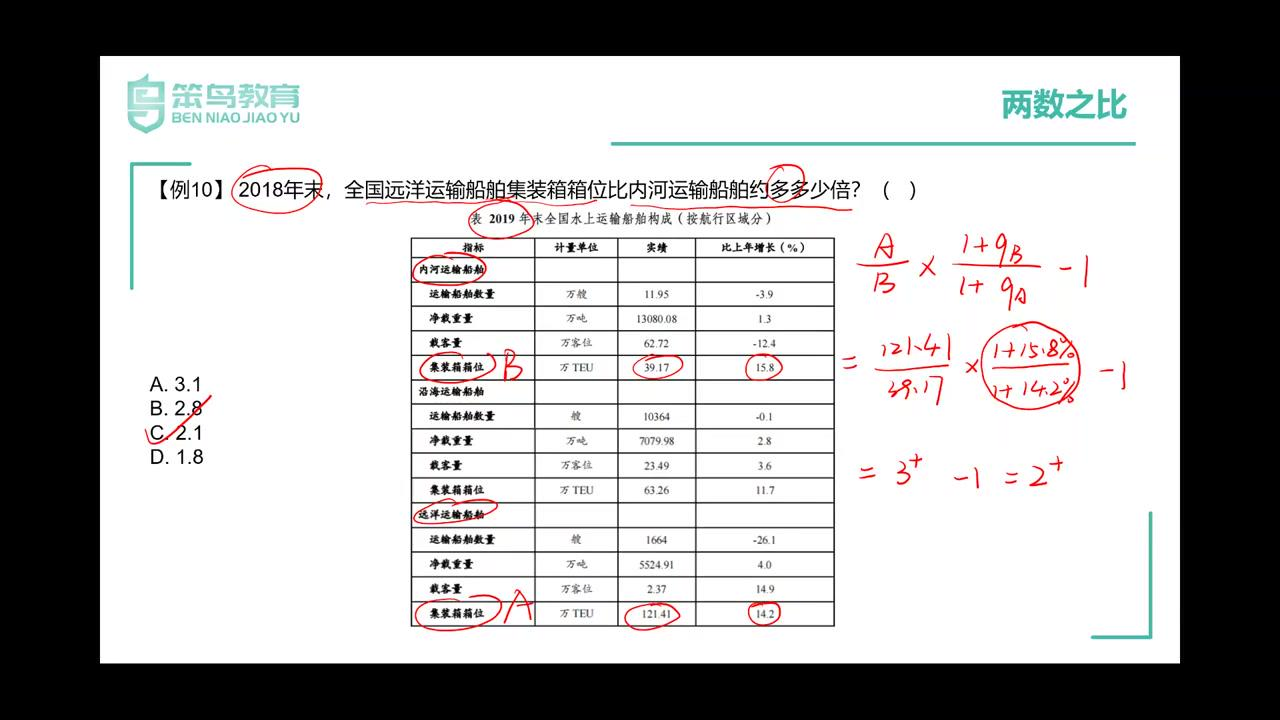 笨鸟教育
BEN NIAO JIAO YU
两数之比
【例10】2018年末，全国远洋运输船舶集装箱箱位比内河运输船舶约多多少倍？（ ）
表 2019 年末全国水上运输船舶构成（按航行区域分）
指标 计量单位 实绩 比上年增长（%）
内河运输船舶
运输船舶数量 万艘 11.95 -3.9
净载重量 万吨 13080.08 1.3
载客量 万客位 62.72 -12.4
集装箱箱位 B 万 TEU 39.17 15.8
沿海运输船舶
运输船舶数量 艘 10364 -0.1
净载重量 万吨 7079.98 2.8
载客量 万客位 23.49 3.6
集装箱箱位 万 TEU 63.26 11.7
远洋运输船舶
运输船舶数量 艘 1664 -26.1
净载重量 万吨 5524.91 4.0
载客量 万客位 2.37 14.9
集装箱箱位 A 万 TEU 121.41 14.2
A. 3.1
B. 2.8
C. 2.1
D. 1.8
A/B × (1+qB)/(1+qA) -1
= 121.41/39.17 × (1+15.8%)/(1+14.2%) -1
= 3⁺ -1 = 2⁺